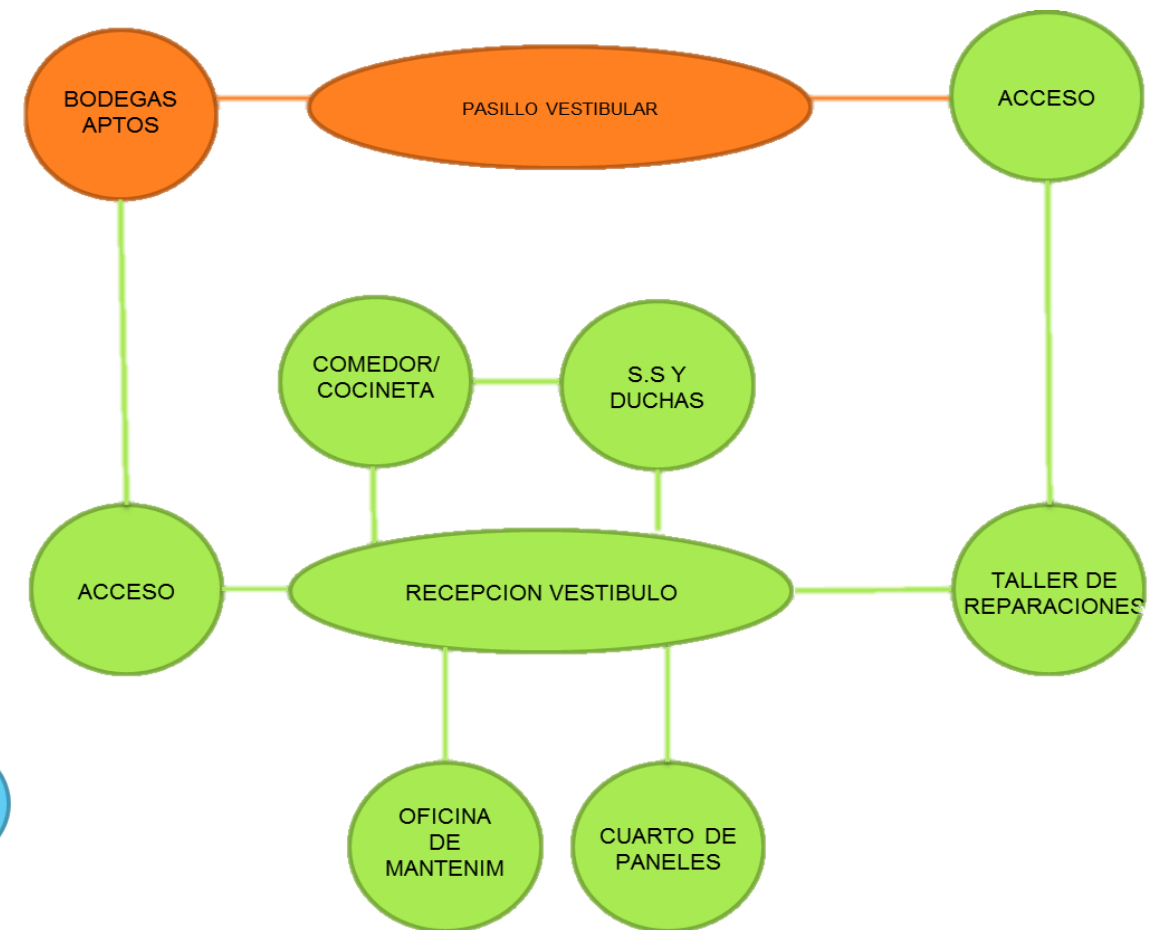 BODEGAS
APTOS
PASILLO VESTIBULAR
ACCESO
COMEDOR/
COCINETA
S.S Y
DUCHAS
ACCESO
RECEPCION VESTIBULO
TALLER DE
REPARACIONES
OFICINA
DE
MANTENIM
CUARTO DE
PANELES